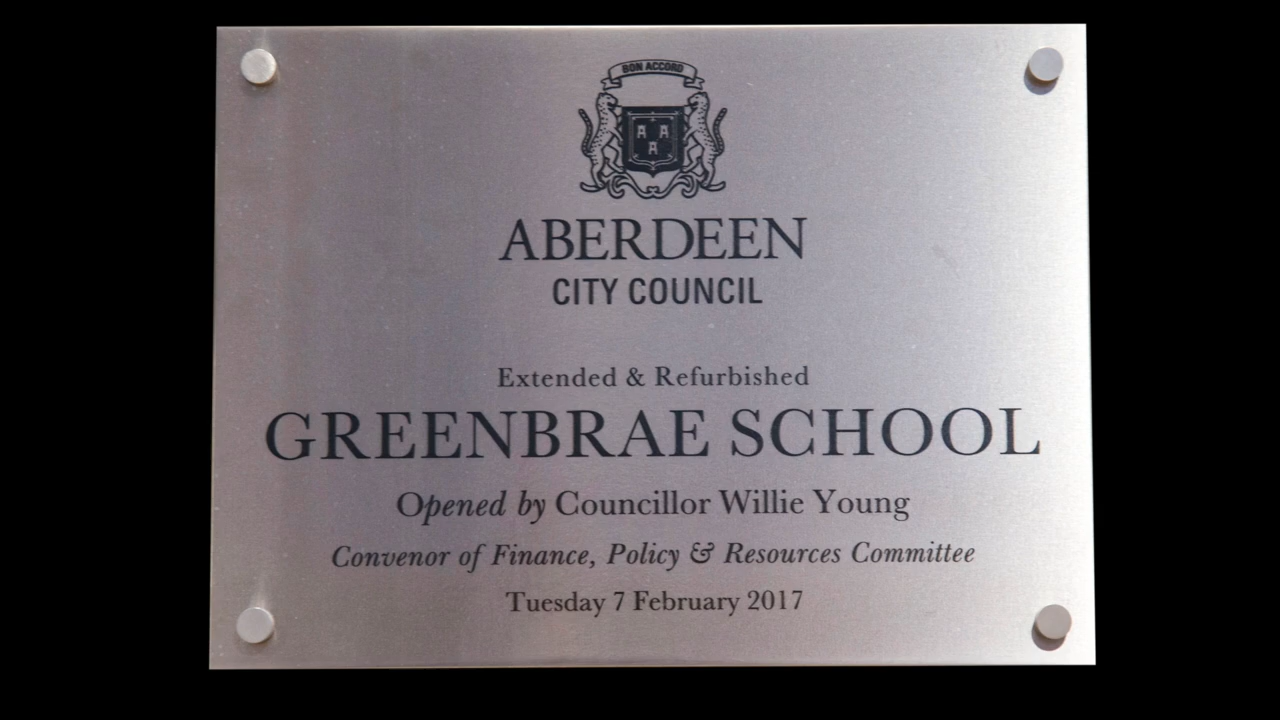 BON ACCORD
A A
A
ABERDEEN
CITY COUNCIL
Extended & Refurbished
GREENBRAE SCHOOL
Opened by Councillor Willie Young
Convenor of Finance, Policy & Resources Committee
Tuesday 7 February 2017